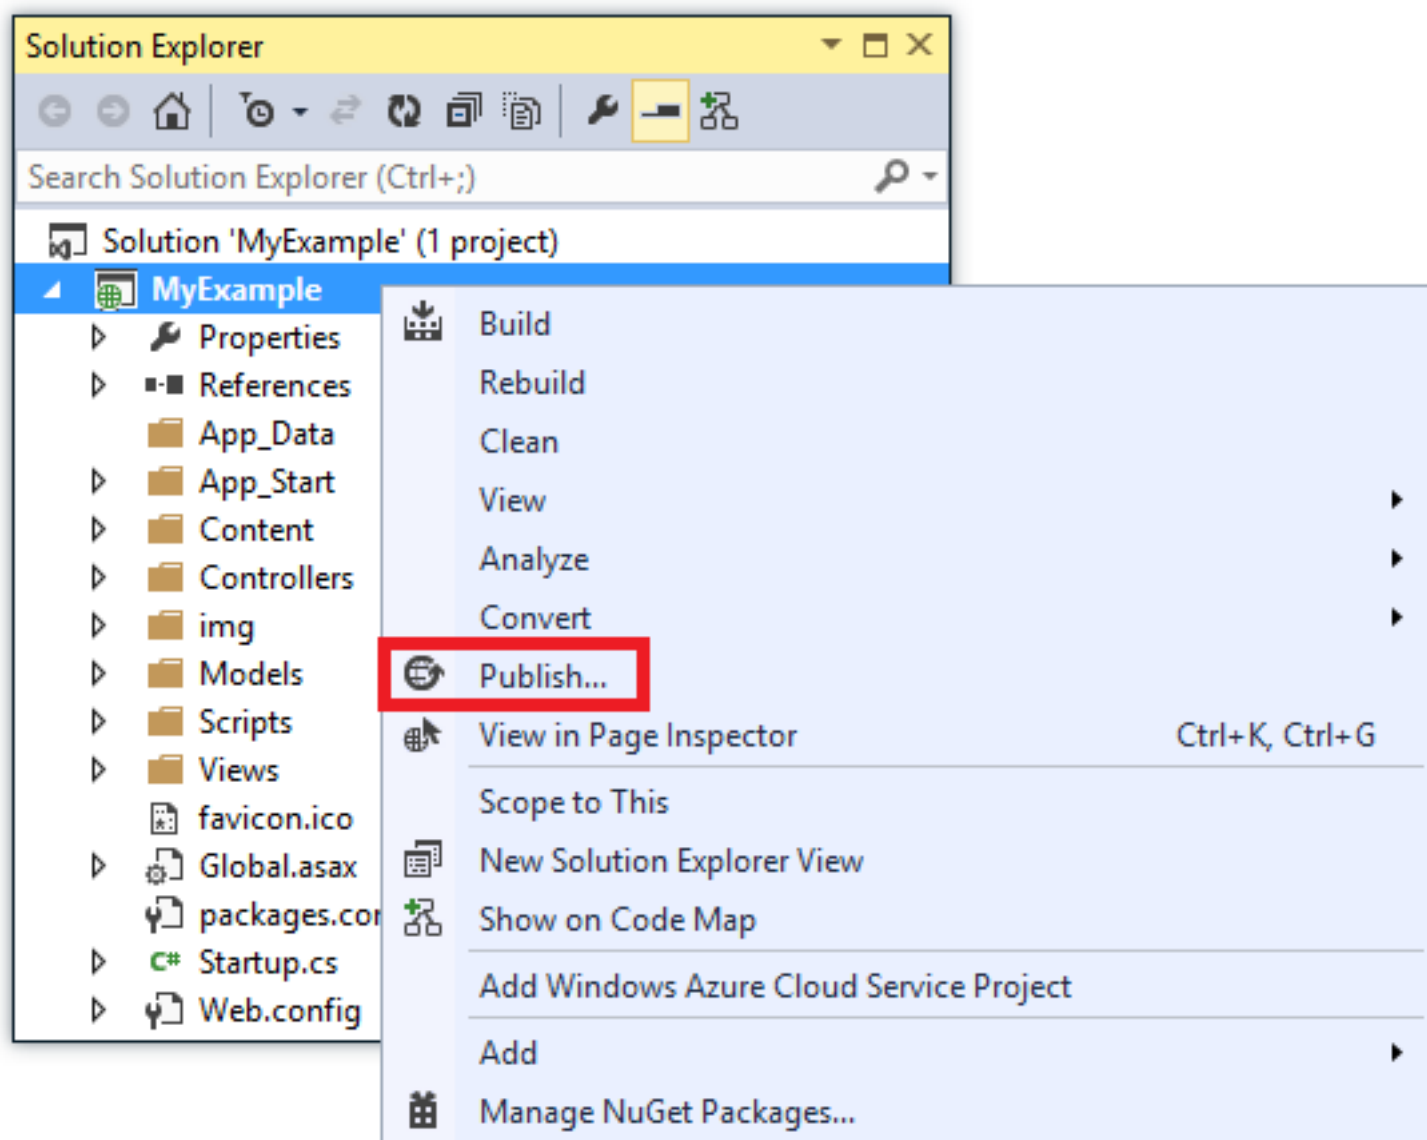 Solution Explorer
Search Solution Explorer (Ctrl+;)
Solution 'MyExample' (1 project)
MyExample
Properties
References
App_Data
App_Start
Content
Controllers
img
Models
Scripts
Views
favicon.ico
Global.asax
packages.con
C# Startup.cs
Web.config
Build
Rebuild
Clean
View
Analyze
Convert
Publish...
View in Page Inspector Ctrl+K, Ctrl+G
Scope to This
New Solution Explorer View
Show on Code Map
Add Windows Azure Cloud Service Project
Add
Manage NuGet Packages...